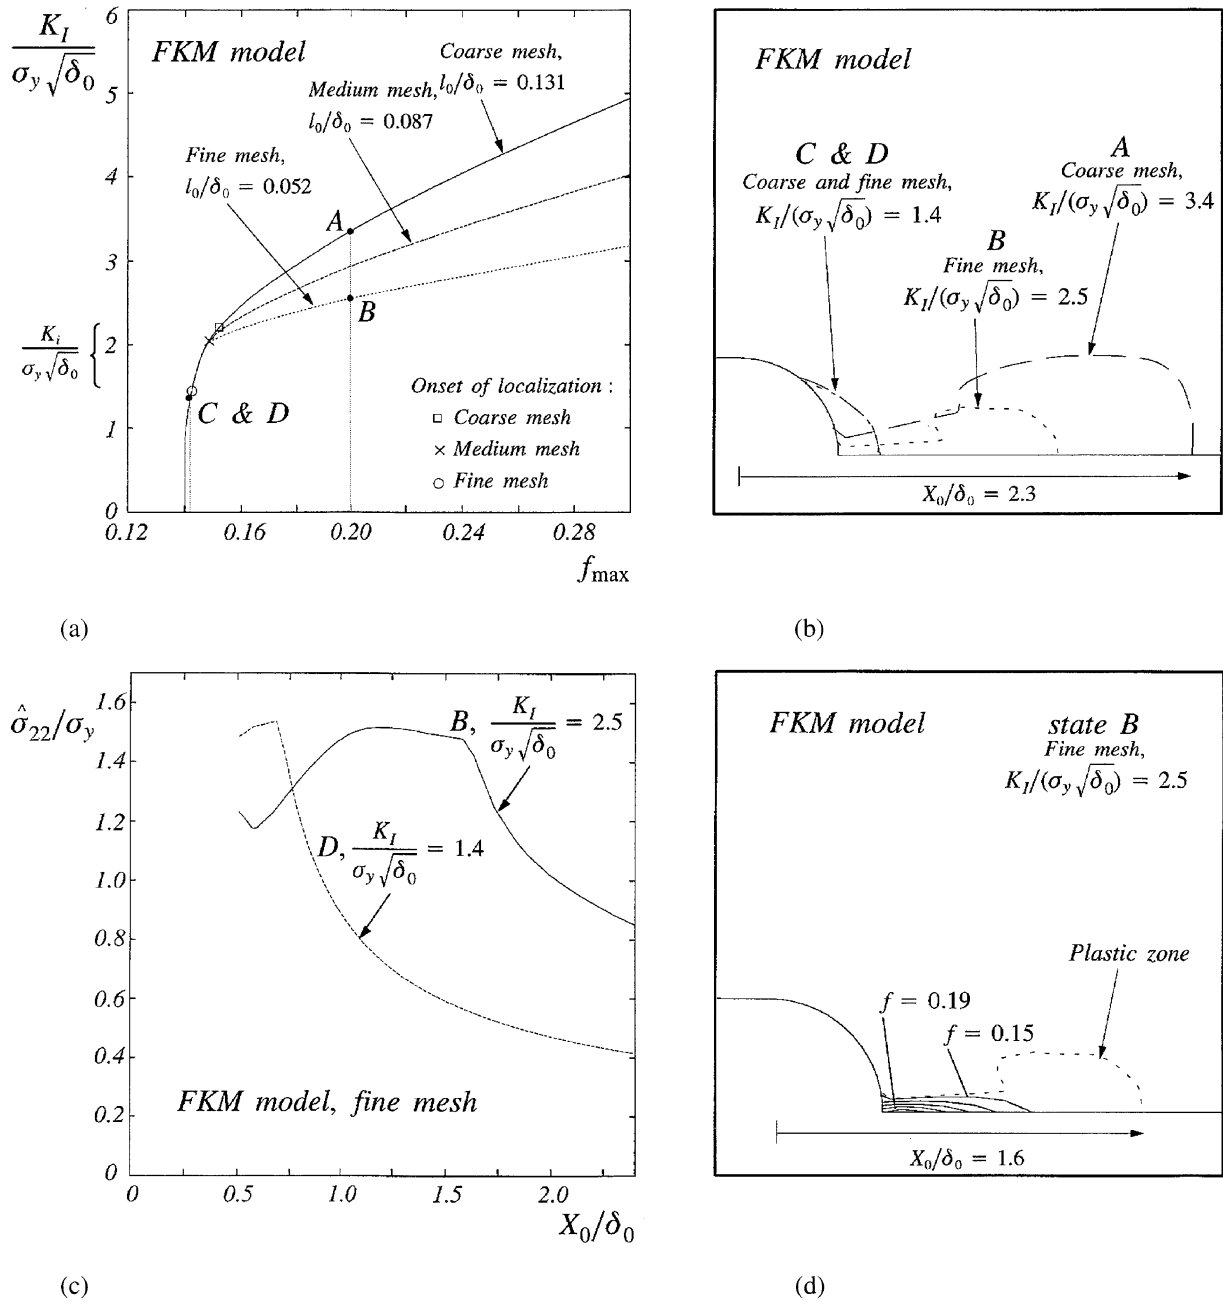 K_I / σ_y √δ_0
FKM model
Coarse mesh,
l_0/δ_0 = 0.131
Medium mesh,
l_0/δ_0 = 0.087
Fine mesh,
l_0/δ_0 = 0.052
K_i / σ_y √δ_0
A
B
C & D
Onset of localization :
□ Coarse mesh
× Medium mesh
○ Fine mesh
6
5
4
3
2
1
0
0.12 0.16 0.20 0.24 0.28
f_max
(a)
FKM model
C & D
Coarse and fine mesh,
K_I/(σ_y √δ_0) = 1.4
A
Coarse mesh,
K_I/(σ_y √δ_0) = 3.4
B
Fine mesh,
K_I/(σ_y √δ_0) = 2.5
X_0/δ_0 = 2.3
(b)
σ̂_22/σ_y
1.6
1.4
1.2
1.0
0.8
0.6
0.4
0.2
0
B, K_I / σ_y √δ_0 = 2.5
D, K_I / σ_y √δ_0 = 1.4
FKM model, fine mesh
0 0.5 1.0 1.5 2.0
X_0/δ_0
(c)
FKM model
state B
Fine mesh,
K_I/(σ_y √δ_0) = 2.5
Plastic zone
f = 0.19
f = 0.15
X_0/δ_0 = 1.6
(d)